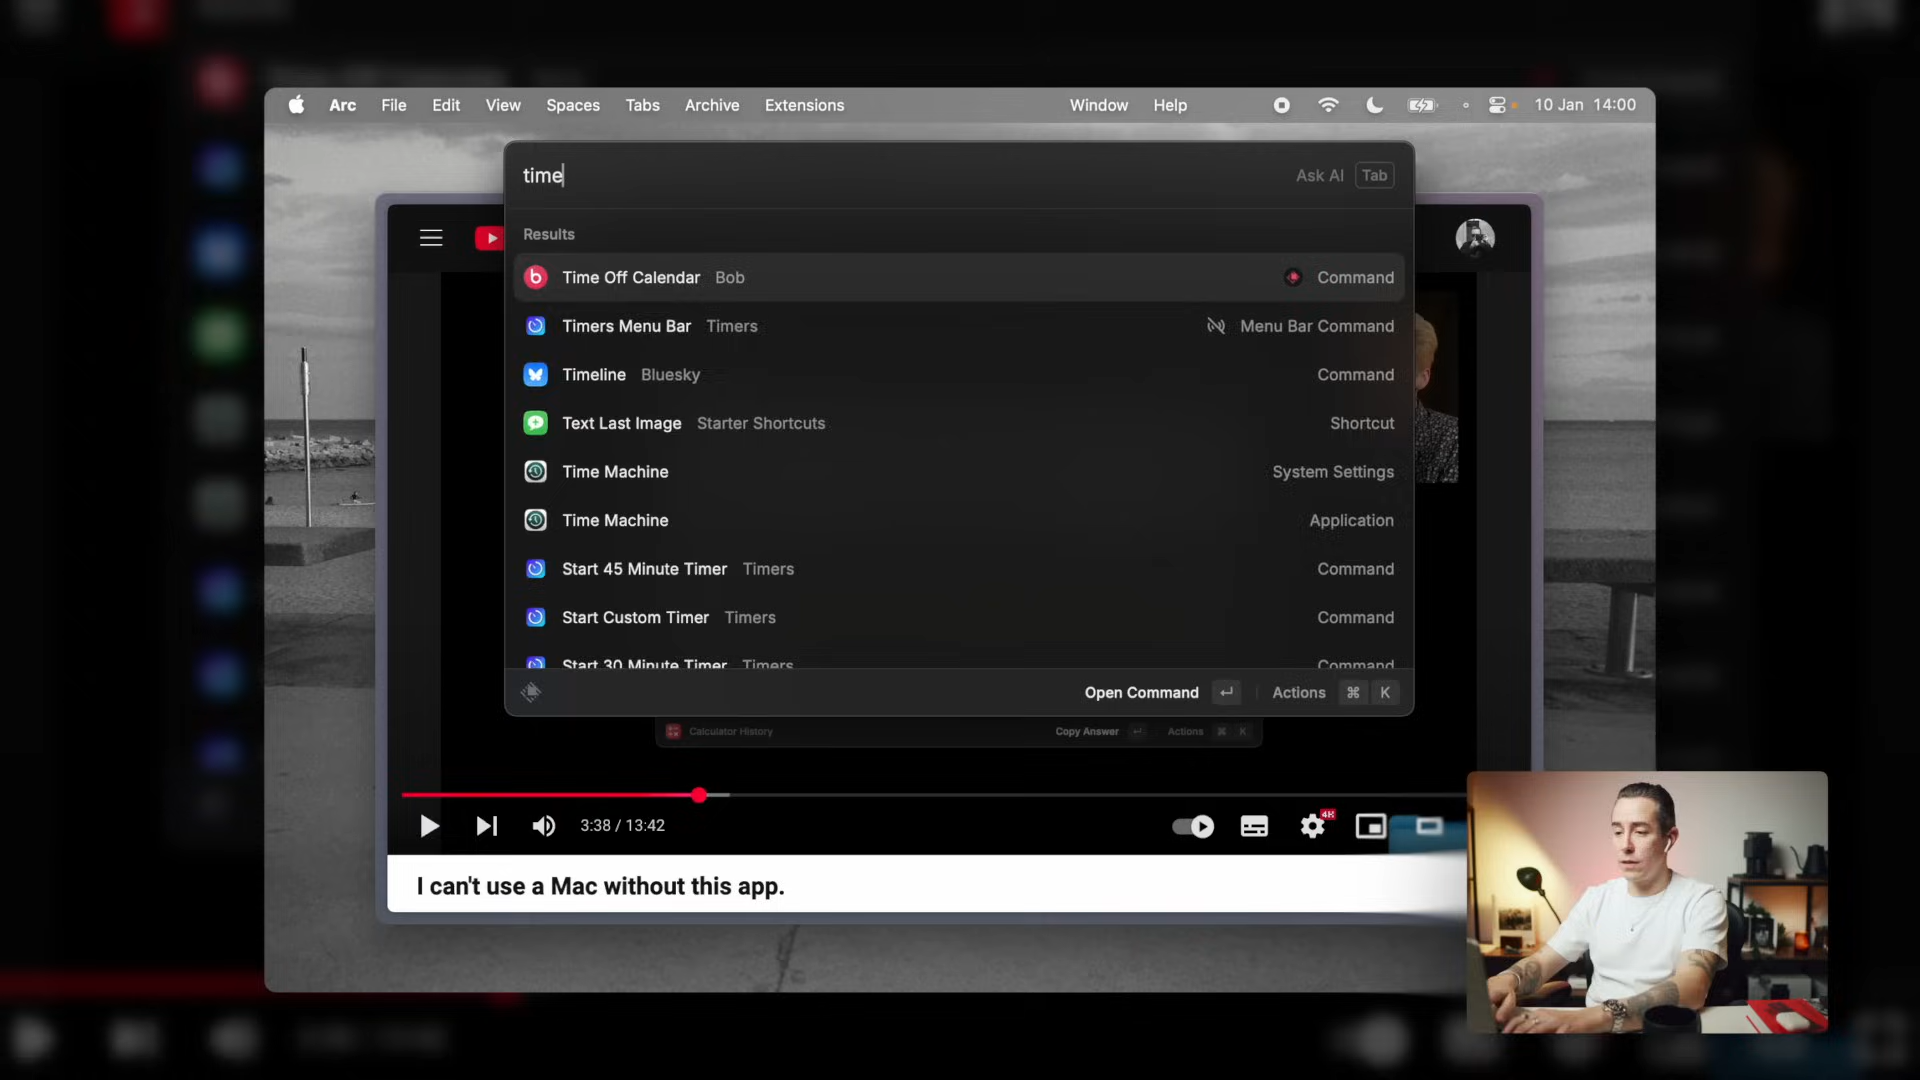 Arc File Edit View Spaces Tabs Archive Extensions Window Help 10 Jan 14:00
time Ask AI Tab
Results
Time Off Calendar Bob Command
Timers Menu Bar Timers Menu Bar Command
Timeline Bluesky Command
Text Last Image Starter Shortcuts Shortcut
Time Machine System Settings
Time Machine Application
Start 45 Minute Timer Timers Command
Start Custom Timer Timers Command
Start 30 Minute Timer Timers Command
Open Command ↵ Actions ⌘ K
Calculator History Copy Answer ↵ Actions ⌘ K
3:38 / 13:42 4K
I can't use a Mac without this app.